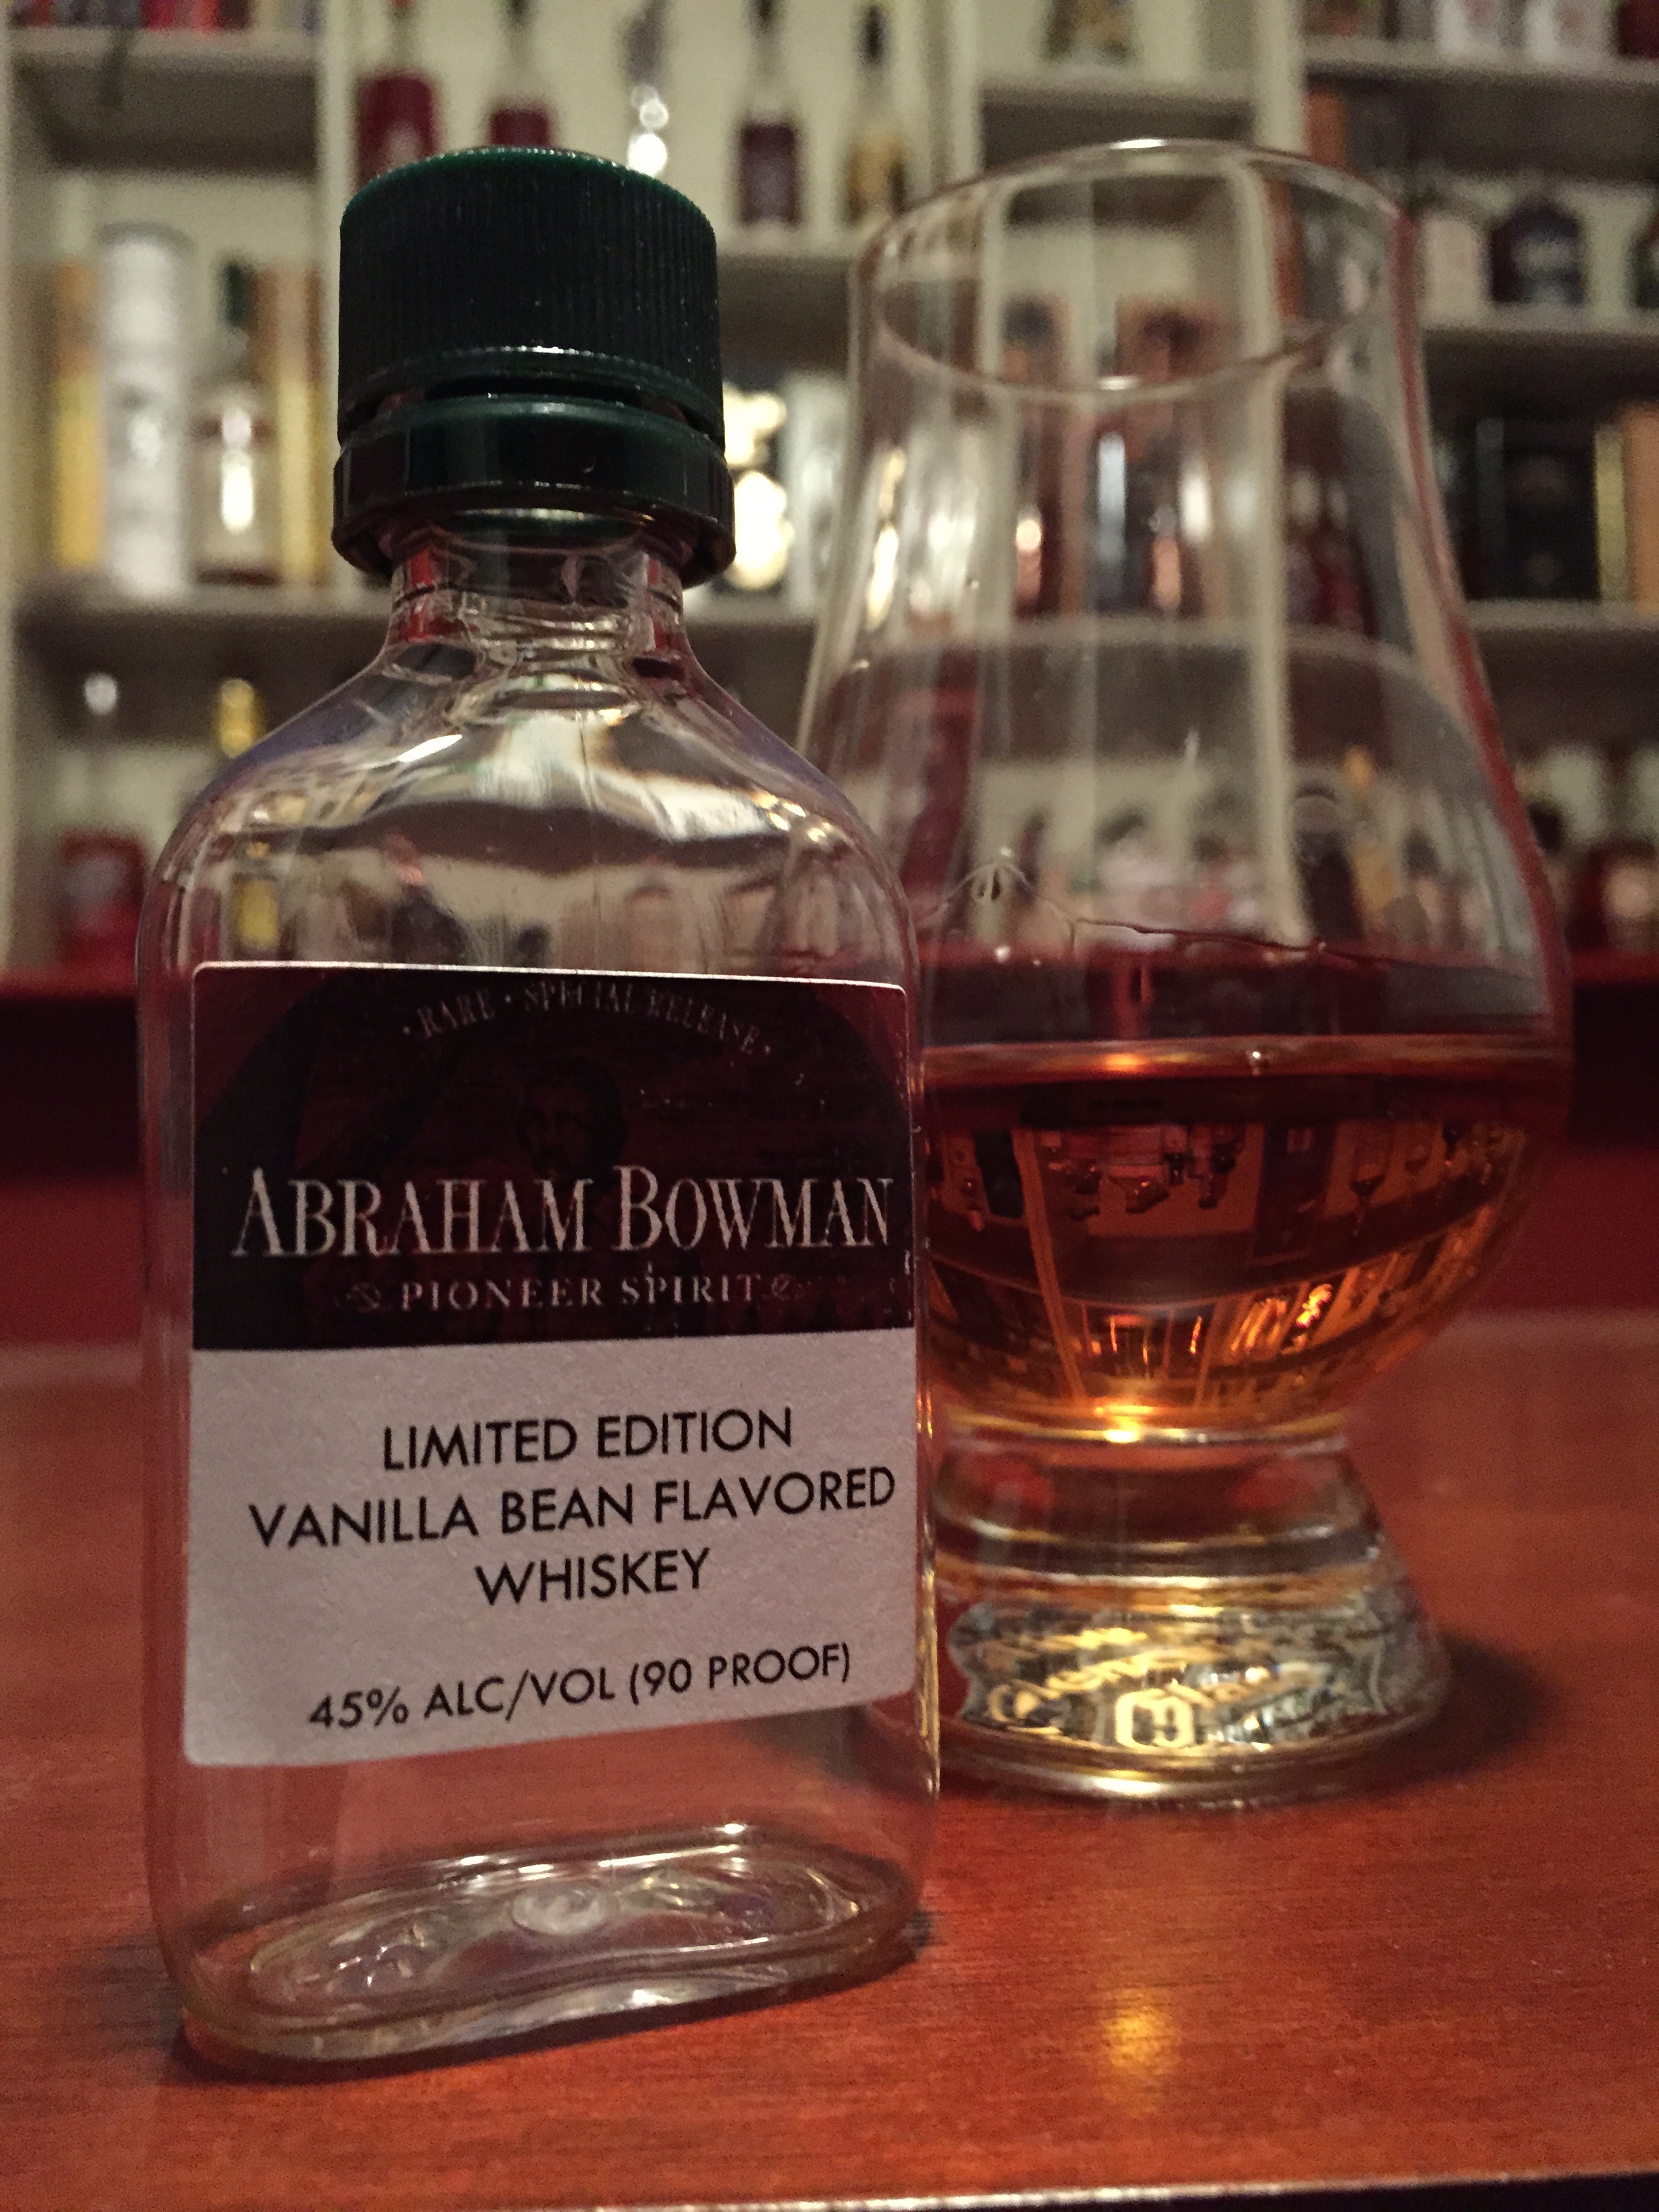 • RARE • SPECIAL RELEASE •
ABRAHAM BOWMAN
PIONEER SPIRIT
LIMITED EDITION
VANILLA BEAN FLAVORED
WHISKEY
45% ALC/VOL (90 PROOF)